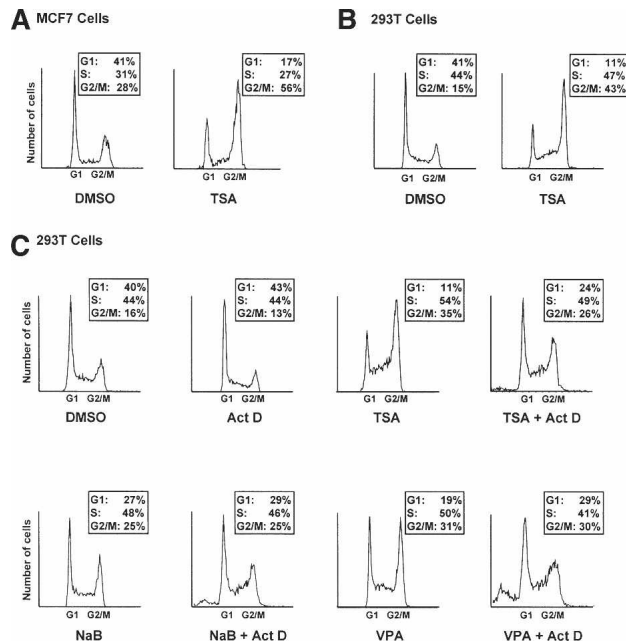 A MCF7 Cells
Number of cells
G1: 41%
S: 31%
G2/M: 28%
G1 G2/M
DMSO
G1: 17%
S: 27%
G2/M: 56%
G1 G2/M
TSA
B 293T Cells
G1: 41%
S: 44%
G2/M: 15%
G1 G2/M
DMSO
G1: 11%
S: 47%
G2/M: 43%
G1 G2/M
TSA
C 293T Cells
Number of cells
G1: 40%
S: 44%
G2/M: 16%
G1 G2/M
DMSO
G1: 43%
S: 44%
G2/M: 13%
G1 G2/M
Act D
G1: 11%
S: 54%
G2/M: 35%
G1 G2/M
TSA
G1: 24%
S: 49%
G2/M: 26%
G1 G2/M
TSA + Act D
Number of cells
G1: 27%
S: 48%
G2/M: 25%
G1 G2/M
NaB
G1: 29%
S: 46%
G2/M: 25%
G1 G2/M
NaB + Act D
G1: 19%
S: 50%
G2/M: 31%
G1 G2/M
VPA
G1: 29%
S: 41%
G2/M: 30%
G1 G2/M
VPA + Act D